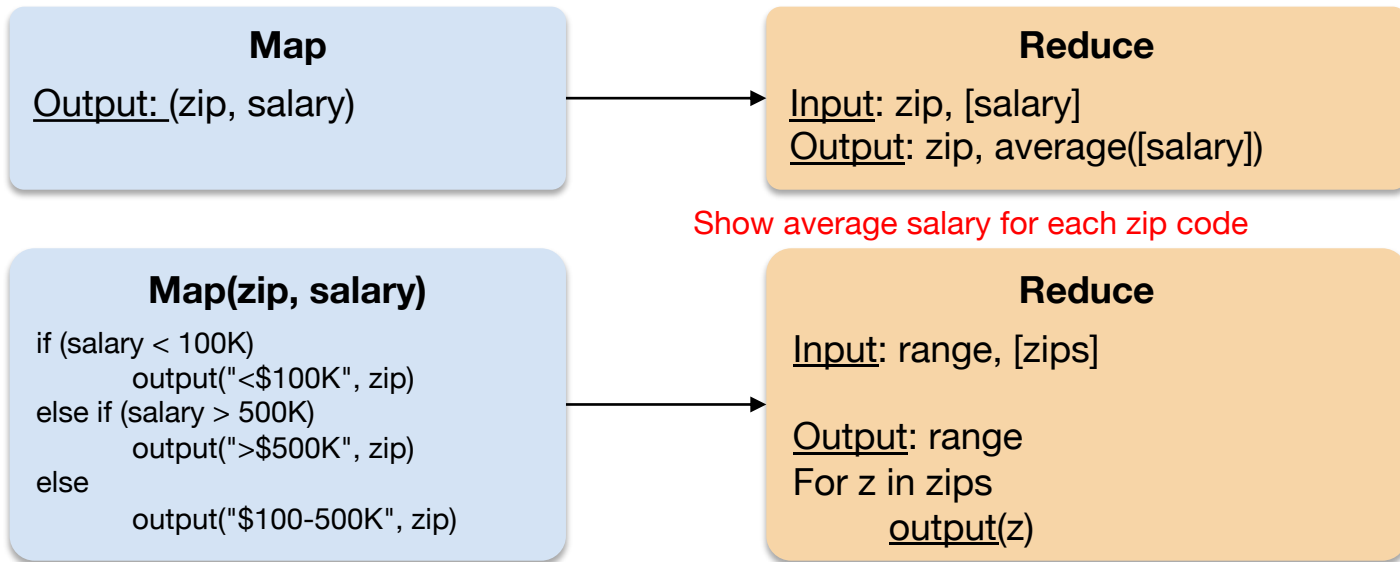 Map
Output: (zip, salary)
Reduce
Input: zip, [salary]
Output: zip, average([salary])
Show average salary for each zip code
Map(zip, salary)
if (salary < 100K)
output("<$100K", zip)
else if (salary > 500K)
output(">$500K", zip)
else
output("$100-500K", zip)
Reduce
Input: range, [zips]
Output: range
For z in zips
output(z)